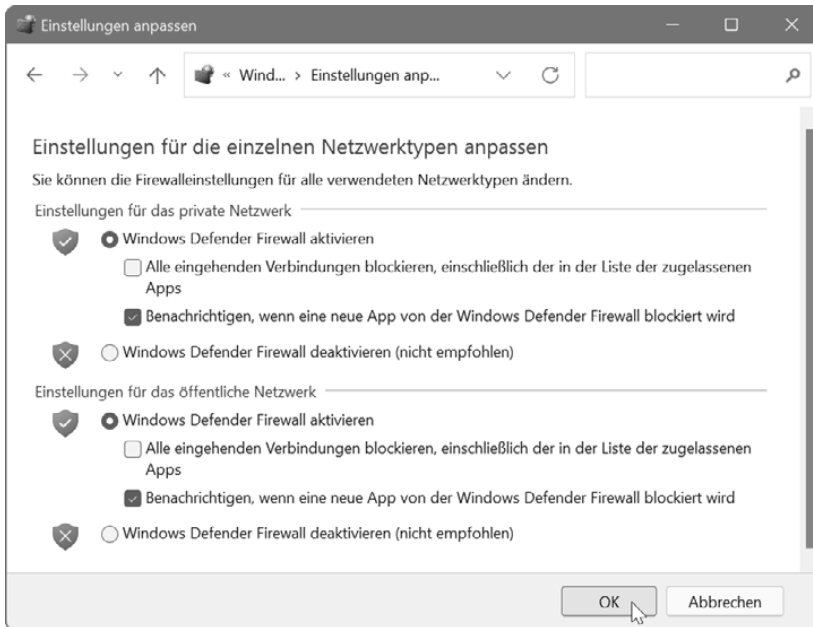 Einstellungen anpassen
« Wind... › Einstellungen anp...
Einstellungen für die einzelnen Netzwerktypen anpassen
Sie können die Firewalleinstellungen für alle verwendeten Netzwerktypen ändern.
Einstellungen für das private Netzwerk
Windows Defender Firewall aktivieren
Alle eingehenden Verbindungen blockieren, einschließlich der in der Liste der zugelassenen
Apps
Benachrichtigen, wenn eine neue App von der Windows Defender Firewall blockiert wird
Windows Defender Firewall deaktivieren (nicht empfohlen)
Einstellungen für das öffentliche Netzwerk
Windows Defender Firewall aktivieren
Alle eingehenden Verbindungen blockieren, einschließlich der in der Liste der zugelassenen
Apps
Benachrichtigen, wenn eine neue App von der Windows Defender Firewall blockiert wird
Windows Defender Firewall deaktivieren (nicht empfohlen)
OK Abbrechen